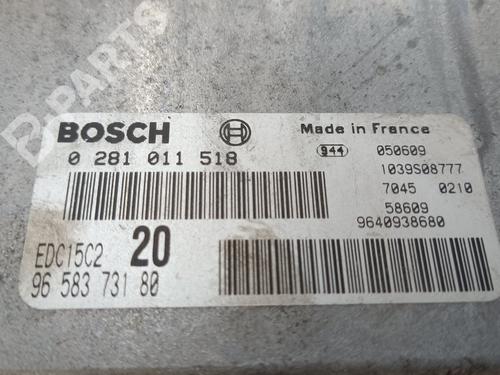 BOSCH
0 281 011 518
EDC15C2 20
96 583 731 80
Made in France
944 050609
1039S08777
7045 0210
58609
9640938680
B-PARTS